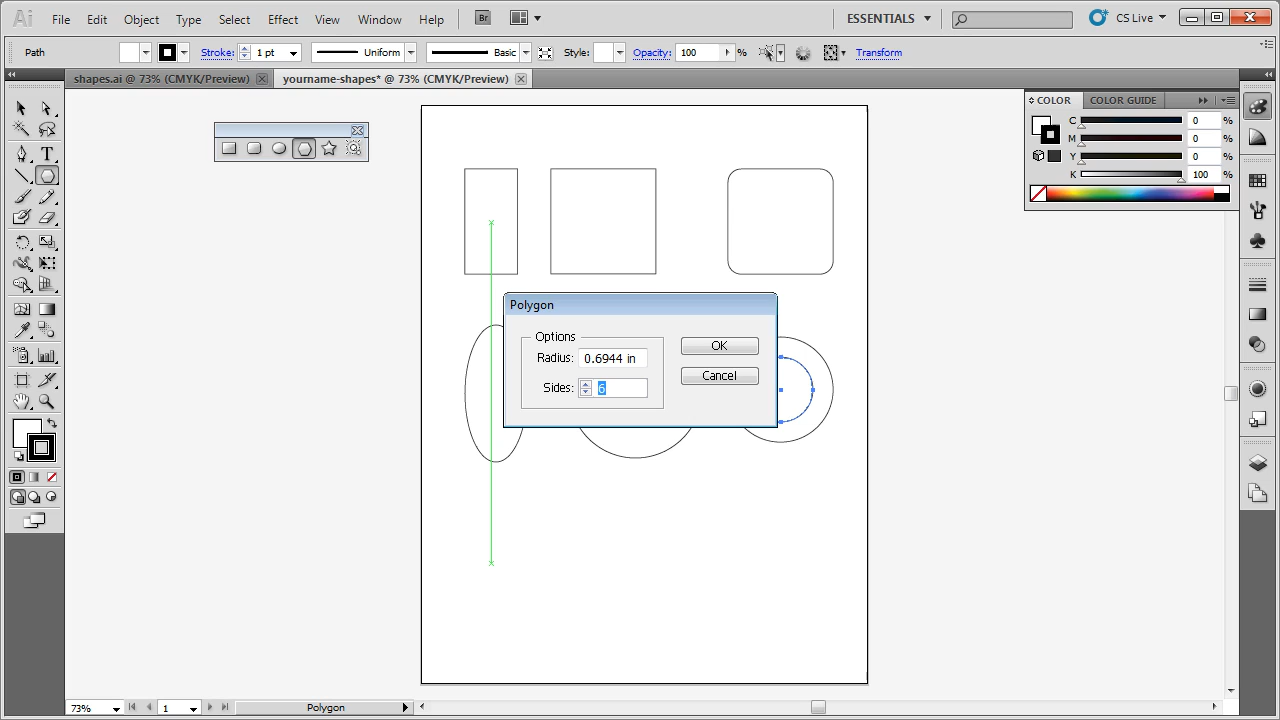 Ai File Edit Object Type Select Effect View Window Help Br ESSENTIALS CS Live
Path Stroke: 1 pt Uniform Basic Style: Opacity: 100 % Transform
shapes.ai @ 73% (CMYK/Preview) yourname-shapes* @ 73% (CMYK/Preview)
COLOR COLOR GUIDE
C 0 %
M 0 %
Y 0 %
K 100 %
T
Polygon
Options
Radius: 0.6944 in
Sides: 6
OK
Cancel
73% 1 Polygon